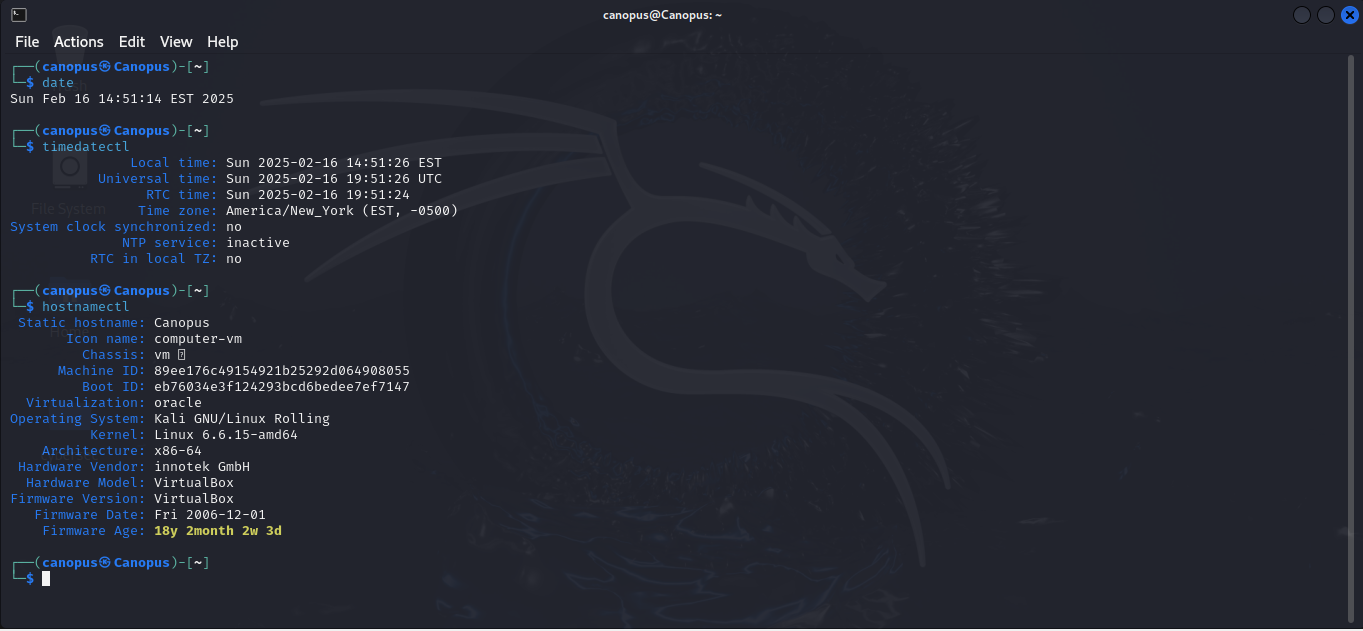 canopus@Canopus: ~
File Actions Edit View Help
┌──(canopus㉿Canopus)-[~]
└─$ date
Sun Feb 16 14:51:14 EST 2025
┌──(canopus㉿Canopus)-[~]
└─$ timedatectl
Local time: Sun 2025-02-16 14:51:26 EST
Universal time: Sun 2025-02-16 19:51:26 UTC
RTC time: Sun 2025-02-16 19:51:24
File System
Time zone: America/New_York (EST, -0500)
System clock synchronized: no
NTP service: inactive
RTC in local TZ: no
┌──(canopus㉿Canopus)-[~]
└─$ hostnamectl
Static hostname: Canopus
Home
Icon name: computer-vm
Chassis: vm
Machine ID: 89ee176c49154921b25292d064908055
Boot ID: eb76034e3f124293bcd6bedee7ef7147
Virtualization: oracle
Operating System: Kali GNU/Linux Rolling
Kernel: Linux 6.6.15-amd64
Architecture: x86-64
Hardware Vendor: innotek GmbH
Hardware Model: VirtualBox
Firmware Version: VirtualBox
Firmware Date: Fri 2006-12-01
Firmware Age: 18y 2month 2w 3d
┌──(canopus㉿Canopus)-[~]
└─$